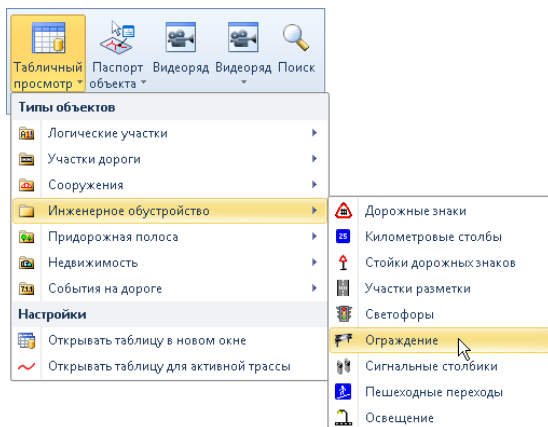 Табличный просмотр
Паспорт объекта
Видеоряд
Видеоряд
Поиск
Типы объектов
Логические участки
Участки дороги
Сооружения
Инженерное обустройство
Придорожная полоса
Недвижимость
События на дороге
Настройки
Открывать таблицу в новом окне
Открывать таблицу для активной трассы
Дорожные знаки
25
Километровые столбы
Стойки дорожных знаков
Участки разметки
Светофоры
Ограждение
Сигнальные столбики
Пешеходные переходы
Освещение